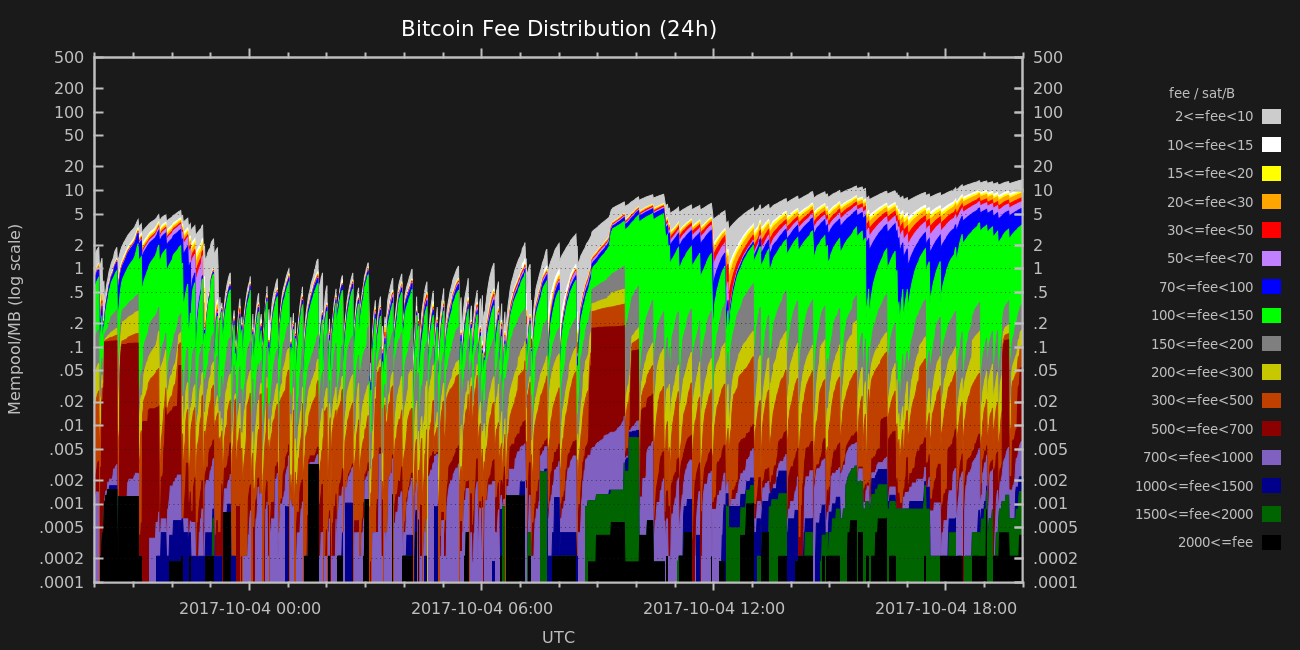 Bitcoin Fee Distribution (24h)
500 500
200 200
100 100
50 50
20 20
10 10
5 5
2 2
1 1
.5 .5
.2 .2
.1 .1
.05 .05
.02 .02
.01 .01
.005 .005
.002 .002
.001 .001
.0005 .0005
.0002 .0002
.0001 .0001
Mempool/MB (log scale)
2017-10-04 00:00 2017-10-04 06:00 2017-10-04 12:00 2017-10-04 18:00
UTC
fee / sat/B
2<=fee<10
10<=fee<15
15<=fee<20
20<=fee<30
30<=fee<50
50<=fee<70
70<=fee<100
100<=fee<150
150<=fee<200
200<=fee<300
300<=fee<500
500<=fee<700
700<=fee<1000
1000<=fee<1500
1500<=fee<2000
2000<=fee